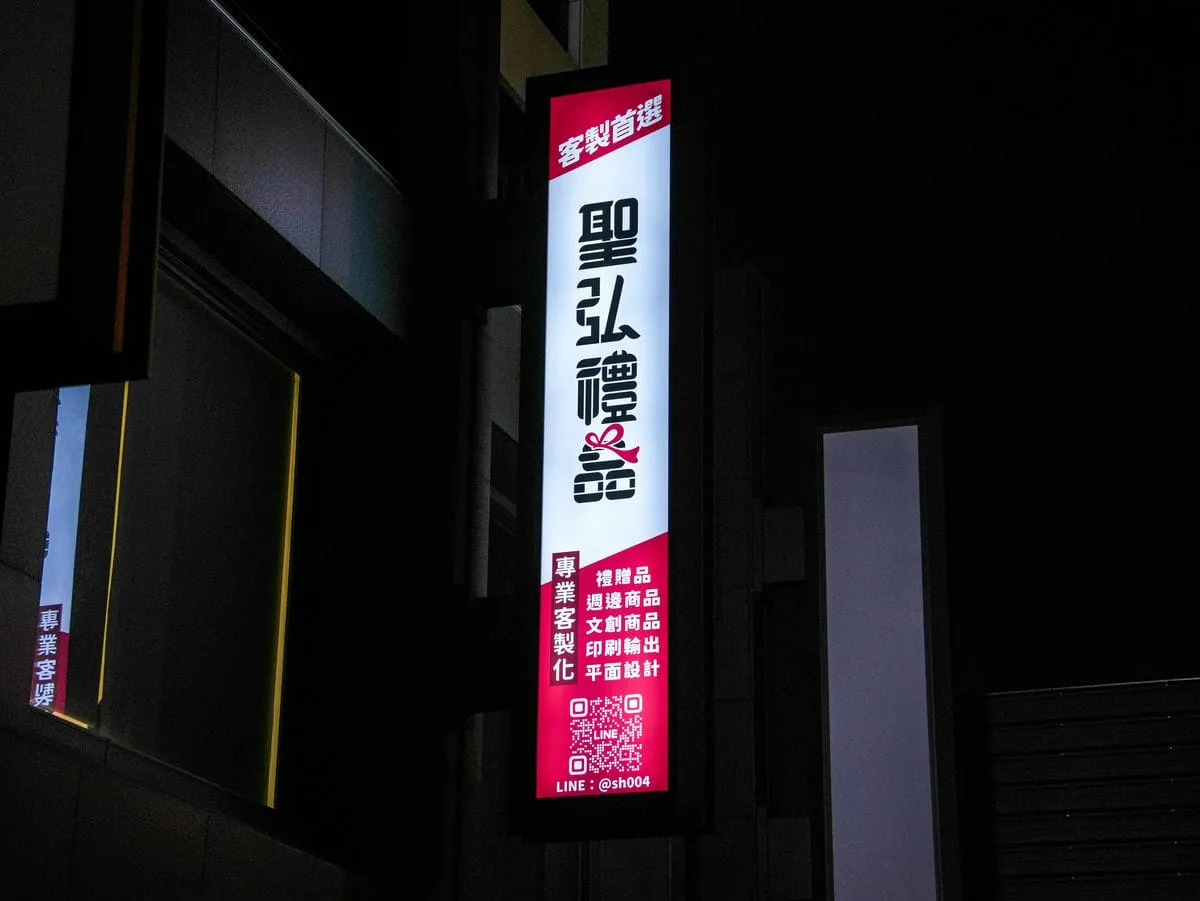 客製首選
聖弘禮品
專業客製化
禮贈品
週邊商品
文創商品
印刷輸出
平面設計
LINE
LINE：@sh004
專業客製